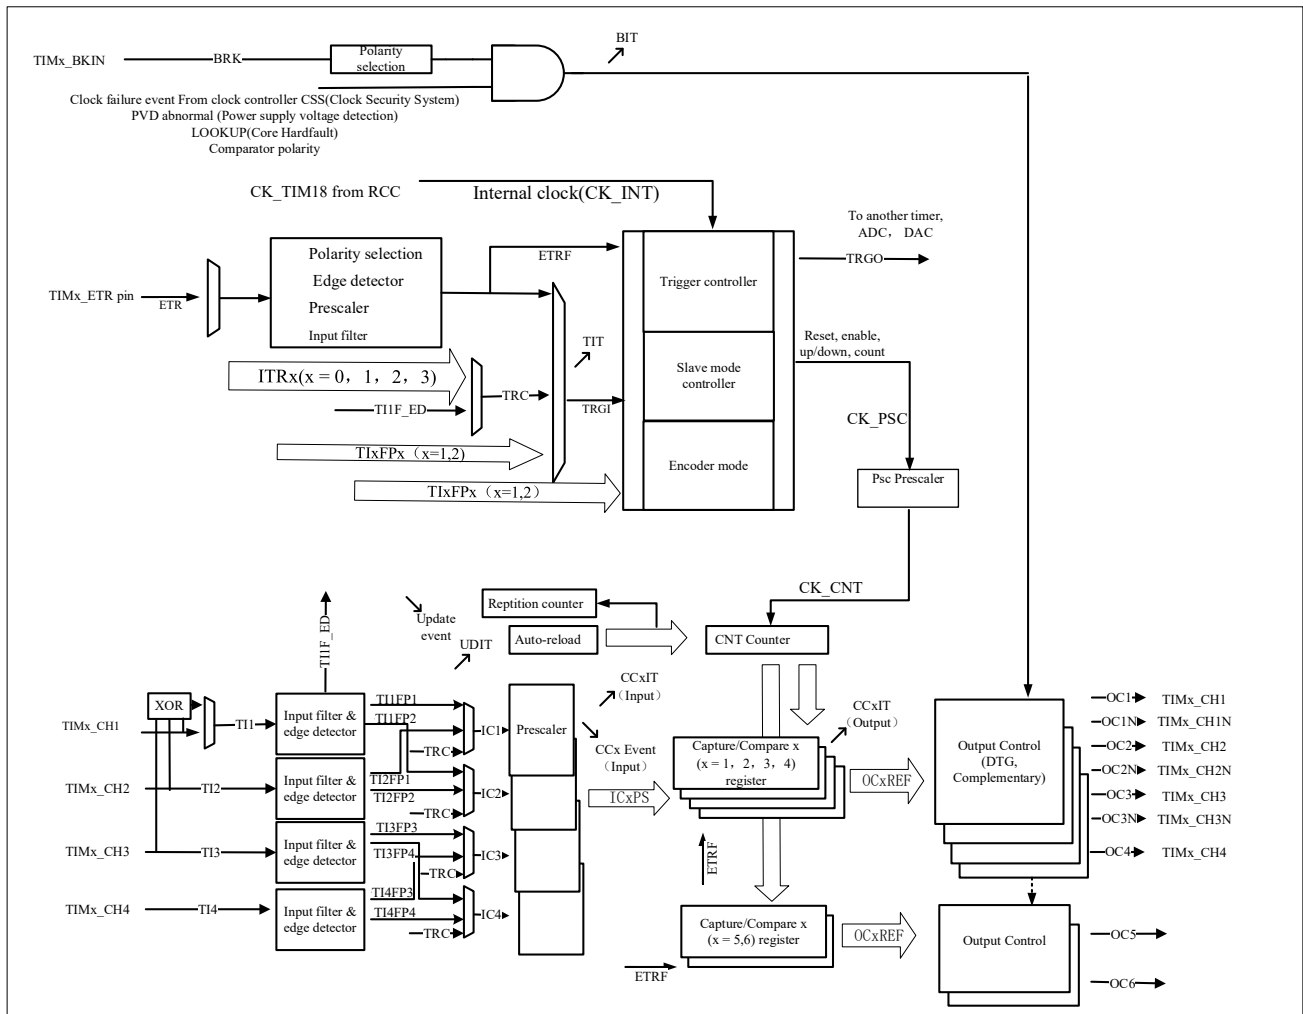 BIT
TIMx_BKIN
BRK
Polarity
selection
Clock failure event From clock controller CSS(Clock Security System)
PVD abnormal (Power supply voltage detection)
LOOKUP(Core Hardfault)
Comparator polarity
CK_TIM18 from RCC
Internal clock(CK_INT)
To another timer,
ADC， DAC
TRGO
Polarity selection
Edge detector
Prescaler
Input filter
TIMx_ETR pin
ETR
ETRF
Trigger controller
Slave mode
controller
Encoder mode
Reset, enable,
up/down, count
TIT
ITRx(x = 0，1，2，3)
TRC
TI1F_ED
TRGI
TIxFPx（x=1,2)
TIxFPx（x=1,2）
CK_PSC
Psc Prescaler
CK_CNT
Reptition counter
Auto-reload
CNT Counter
Update
event
UDIT
TI1F_ED
CCxIT
(Input)
CCxIT
（Output）
CCx Event
(Input)
XOR
TIMx_CH1
TI1
Input filter &
edge detector
TI1FP1
TI1FP2
TRC
IC1
Prescaler
TIMx_CH2
TI2
Input filter &
edge detector
TI2FP1
TI2FP2
TRC
IC2
TIMx_CH3
TI3
Input filter &
edge detector
TI3FP3
TI3FP4
TRC
IC3
TIMx_CH4
TI4
Input filter &
edge detector
TI4FP3
TI4FP4
TRC
IC4
ICxPS
Capture/Compare x
(x = 1，2，3，4)
register
OCxREF
Output Control
(DTG,
Complementary)
OC1
TIMx_CH1
OC1N
TIMx_CH1N
OC2
TIMx_CH2
OC2N
TIMx_CH2N
OC3
TIMx_CH3
OC3N
TIMx_CH3N
OC4
TIMx_CH4
ETRF
Capture/Compare x
(x = 5,6) register
ETRF
OCxREF
Output Control
OC5
OC6